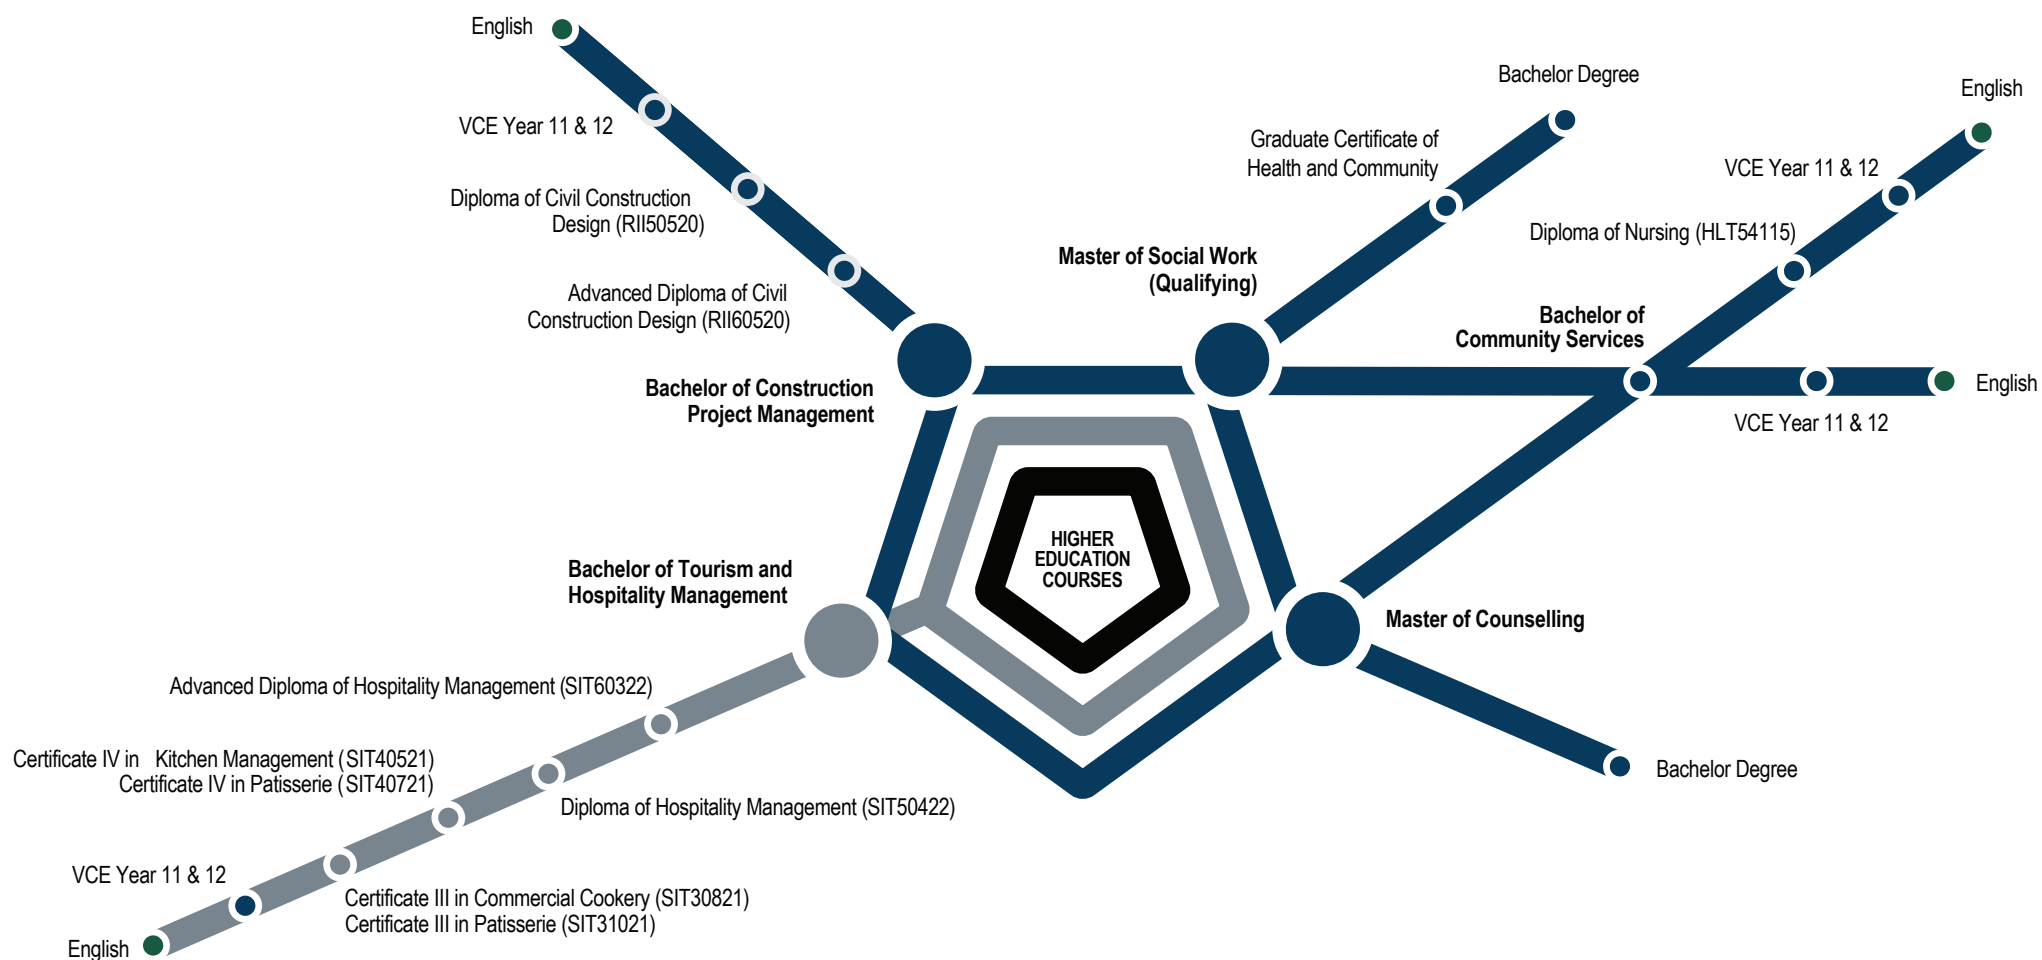 English
VCE Year 11 & 12
Diploma of Civil Construction
Design (RII50520)
Advanced Diploma of Civil
Construction Design (RII60520)
Bachelor of Construction
Project Management
Bachelor Degree
Graduate Certificate of
Health and Community
Master of Social Work
(Qualifying)
English
VCE Year 11 & 12
Diploma of Nursing (HLT54115)
Bachelor of
Community Services
English
VCE Year 11 & 12
HIGHER
EDUCATION
COURSES
Bachelor of Tourism and
Hospitality Management
Master of Counselling
Bachelor Degree
Advanced Diploma of Hospitality Management (SIT60322)
Certificate IV in Kitchen Management (SIT40521)
Certificate IV in Patisserie (SIT40721)
Diploma of Hospitality Management (SIT50422)
VCE Year 11 & 12
Certificate III in Commercial Cookery (SIT30821)
Certificate III in Patisserie (SIT31021)
English